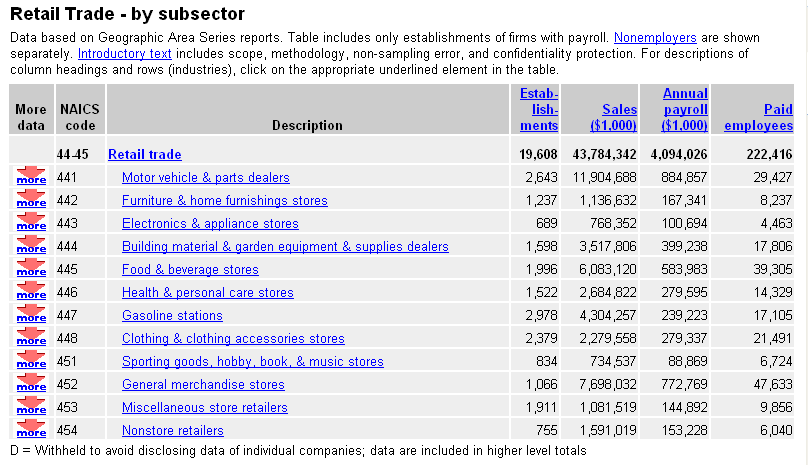 Retail Trade - by subsector
Data based on Geographic Area Series reports. Table includes only establishments of firms with payroll. Nonemployers are shown
separately. Introductory text includes scope, methodology, non-sampling error, and confidentiality protection. For descriptions of
column headings and rows (industries), click on the appropriate underlined element in the table.
More data NAICS code Description Estab-lish-ments Sales ($1,000) Annual payroll ($1,000) Paid employees
44-45 Retail trade 19,608 43,784,342 4,094,026 222,416
more 441 Motor vehicle & parts dealers 2,643 11,904,688 884,857 29,427
more 442 Furniture & home furnishings stores 1,237 1,136,632 167,341 8,237
more 443 Electronics & appliance stores 689 768,352 100,694 4,463
more 444 Building material & garden equipment & supplies dealers 1,598 3,517,806 399,238 17,806
more 445 Food & beverage stores 1,996 6,083,120 583,983 39,305
more 446 Health & personal care stores 1,522 2,684,822 279,595 14,329
more 447 Gasoline stations 2,978 4,304,257 239,223 17,105
more 448 Clothing & clothing accessories stores 2,379 2,279,558 279,337 21,491
more 451 Sporting goods, hobby, book, & music stores 834 734,537 88,869 6,724
more 452 General merchandise stores 1,066 7,698,032 772,769 47,633
more 453 Miscellaneous store retailers 1,911 1,081,519 144,892 9,856
more 454 Nonstore retailers 755 1,591,019 153,228 6,040
D = Withheld to avoid disclosing data of individual companies; data are included in higher level totals